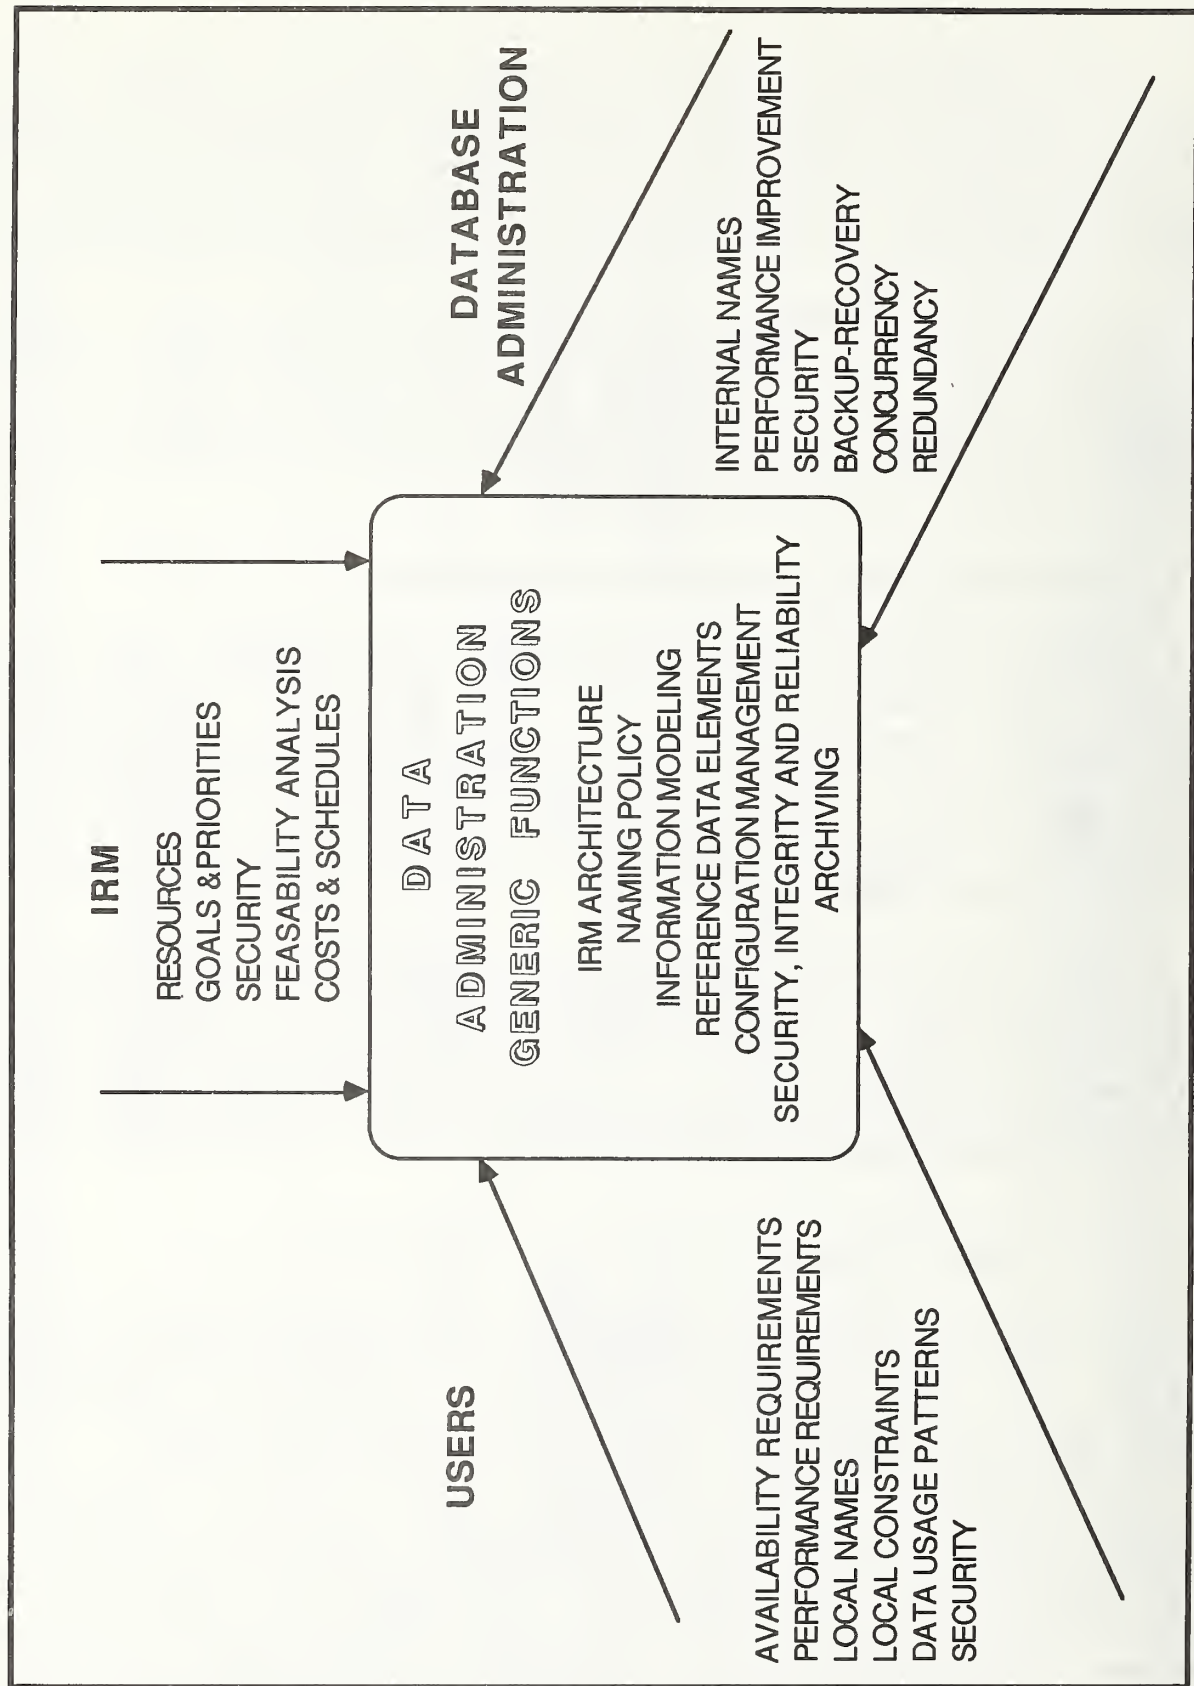 IRM
RESOURCES
GOALS & PRIORITIES
SECURITY
FEASABILITY ANALYSIS
COSTS & SCHEDULES
USERS
DATABASE
ADMINISTRATION
DATA
ADMINISTRATION
GENERIC FUNCTIONS
IRM ARCHITECTURE
NAMING POLICY
INFORMATION MODELING
REFERENCE DATA ELEMENTS
CONFIGURATION MANAGEMENT
SECURITY, INTEGRITY AND RELIABILITY
ARCHIVING
AVAILABILITY REQUIREMENTS
PERFORMANCE REQUIREMENTS
LOCAL NAMES
LOCAL CONSTRAINTS
DATA USAGE PATTERNS
SECURITY
INTERNAL NAMES
PERFORMANCE IMPROVEMENT
SECURITY
BACKUP-RECOVERY
CONCURRENCY
REDUNDANCY